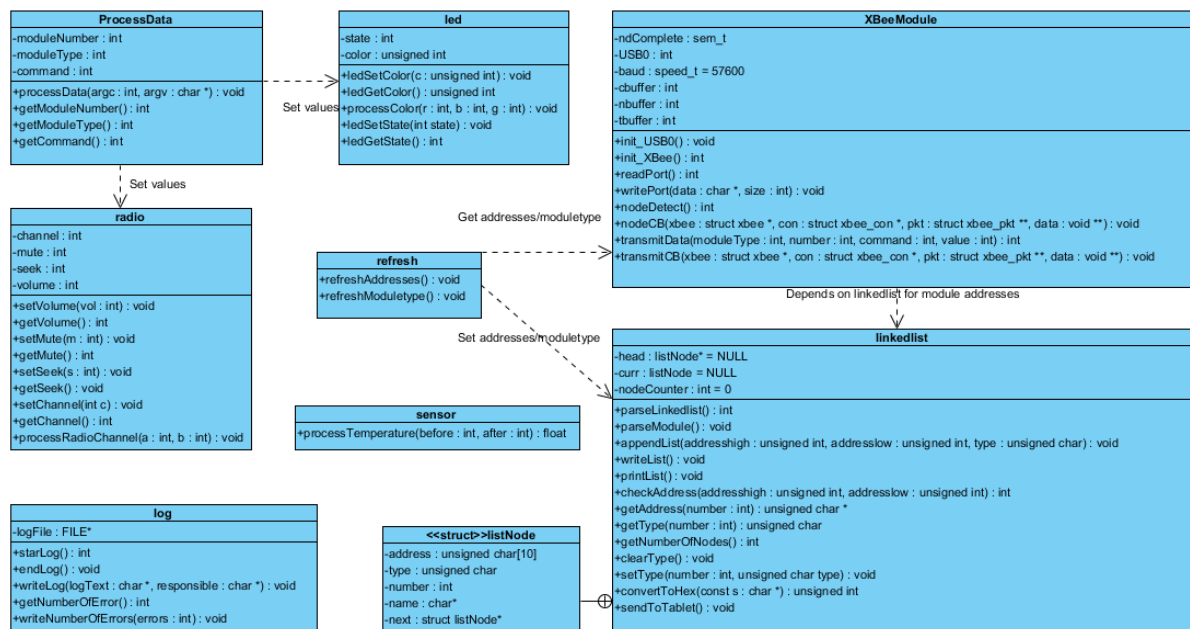 ProcessData
-moduleNumber : int
-moduleType : int
-command : int
+processData(argc : int, argv : char *) : void
+getModuleNumber() : int
+getModuleType() : int
+getCommand() : int
Set values
led
-state : int
-color : unsigned int
+ledSetColor(c : unsigned int) : void
+ledGetColor() : unsigned int
+processColor(r : int, b : int, g : int) : void
+ledSetState(int state) : void
+ledGetState() : int
XBeeModule
-ndComplete : sem_t
-USB0 : int
-baud : speed_t = 57600
-cbuffer : int
-nbuffer : int
-tbuffer : int
+init_USB0() : void
+init_XBee() : int
+readPort() : int
+writePort(data : char *, size : int) : void
+nodeDetect() : int
+nodeCB(xbee : struct xbee *, con : struct xbee_con *, pkt : struct xbee_pkt **, data : void **) : void
+transmitData(moduleType : int, number : int, command : int, value : int) : int
+transmitCB(xbee : struct xbee *, con : struct xbee_con *, pkt : struct xbee_pkt **, data : void **) : void
Set values
radio
-channel : int
-mute : int
-seek : int
-volume : int
+setVolume(vol : int) : void
+getVolume() : int
+setMute(m : int) : void
+getMute() : int
+setSeek(s : int) : void
+getSeek() : void
+setChannel(int c) : void
+getChannel() : int
+processRadioChannel(a : int, b : int) : void
Get addresses/moduletype
refresh
+refreshAddresses() : void
+refreshModuletype() : void
Set addresses/moduletype
Depends on linkedlist for module addresses
linkedlist
-head : listNode* = NULL
-curr : listNode = NULL
-nodeCounter : int = 0
+parseLinkedlist() : int
+parseModule() : void
+appendList(addresshigh : unsigned int, addresslow : unsigned int, type : unsigned char) : void
+writeList() : void
+printList() : void
+checkAddress(addresshigh : unsigned int, addresslow : unsigned int) : int
+getAddress(number : int) : unsigned char *
+getType(number : int) : unsigned char
+getNumberOfNodes() : int
+clearType() : void
+setType(number : int, unsigned char type) : void
+convertToHex(const s : char *) : unsigned int
+sendToTablet() : void
sensor
+processTemperature(before : int, after : int) : float
log
-logFile : FILE*
+starLog() : int
+endLog() : void
+writeLog(logText : char *, responsible : char *) : void
+getNumberOfError() : int
+writeNumberOfErrors(errors : int) : void
<<struct>>listNode
-address : unsigned char[10]
-type : unsigned char
-number : int
-name : char*
-next : struct listNode*